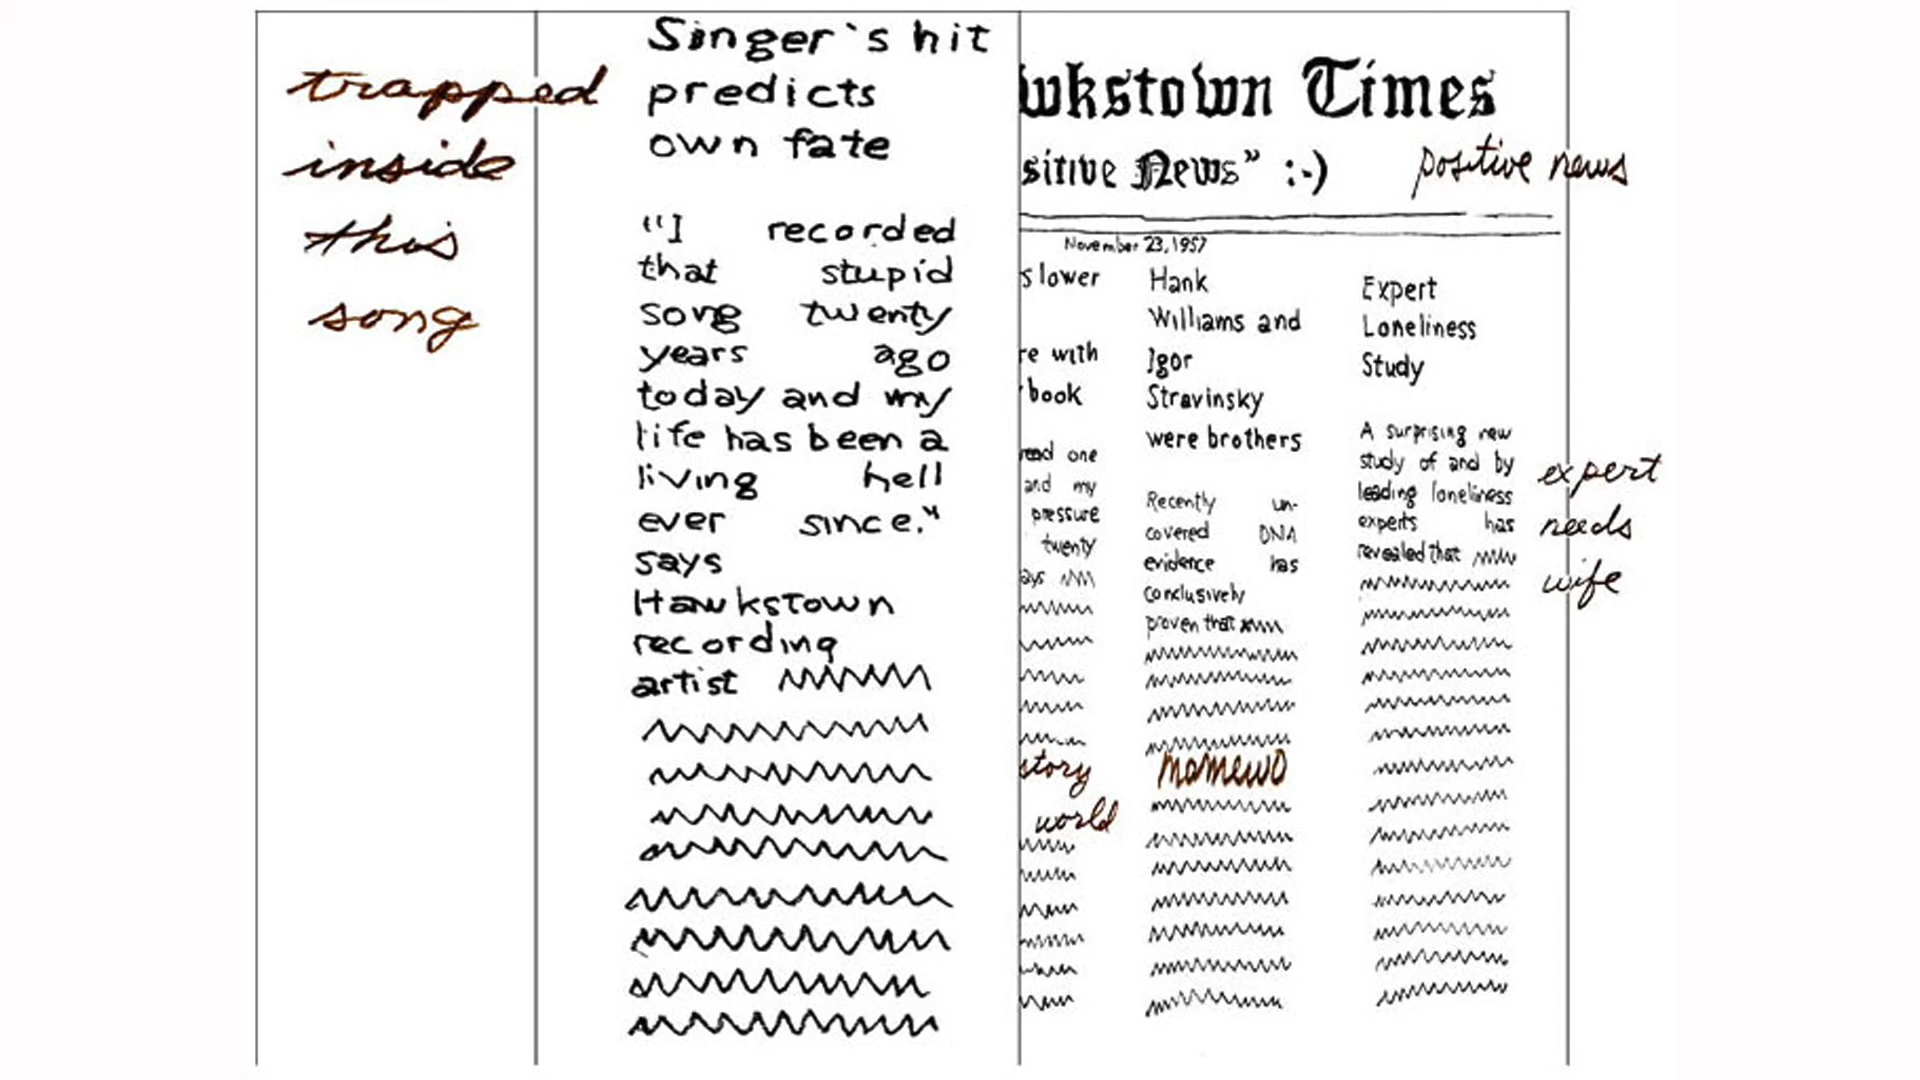 trapped
inside
this
song
Singer's hit
predicts
own fate
"I recorded
that stupid
song twenty
years ago
today and my
life has been a
living hell
ever since."
says
Hawkstown
recording
artist
wkstown Times
sitive News" :-)
positive news
November 23, 1957
s lower
re with
book
read one
and my
pressure
twenty
ays
story
world
Hank
Williams and
Igor
Stravinsky
were brothers
Recently un-
covered DNA
evidence has
conclusively
proven that
Expert
Loneliness
Study
A surprising new
study of and by
leading loneliness
experts has
revealed that
expert
needs
wife